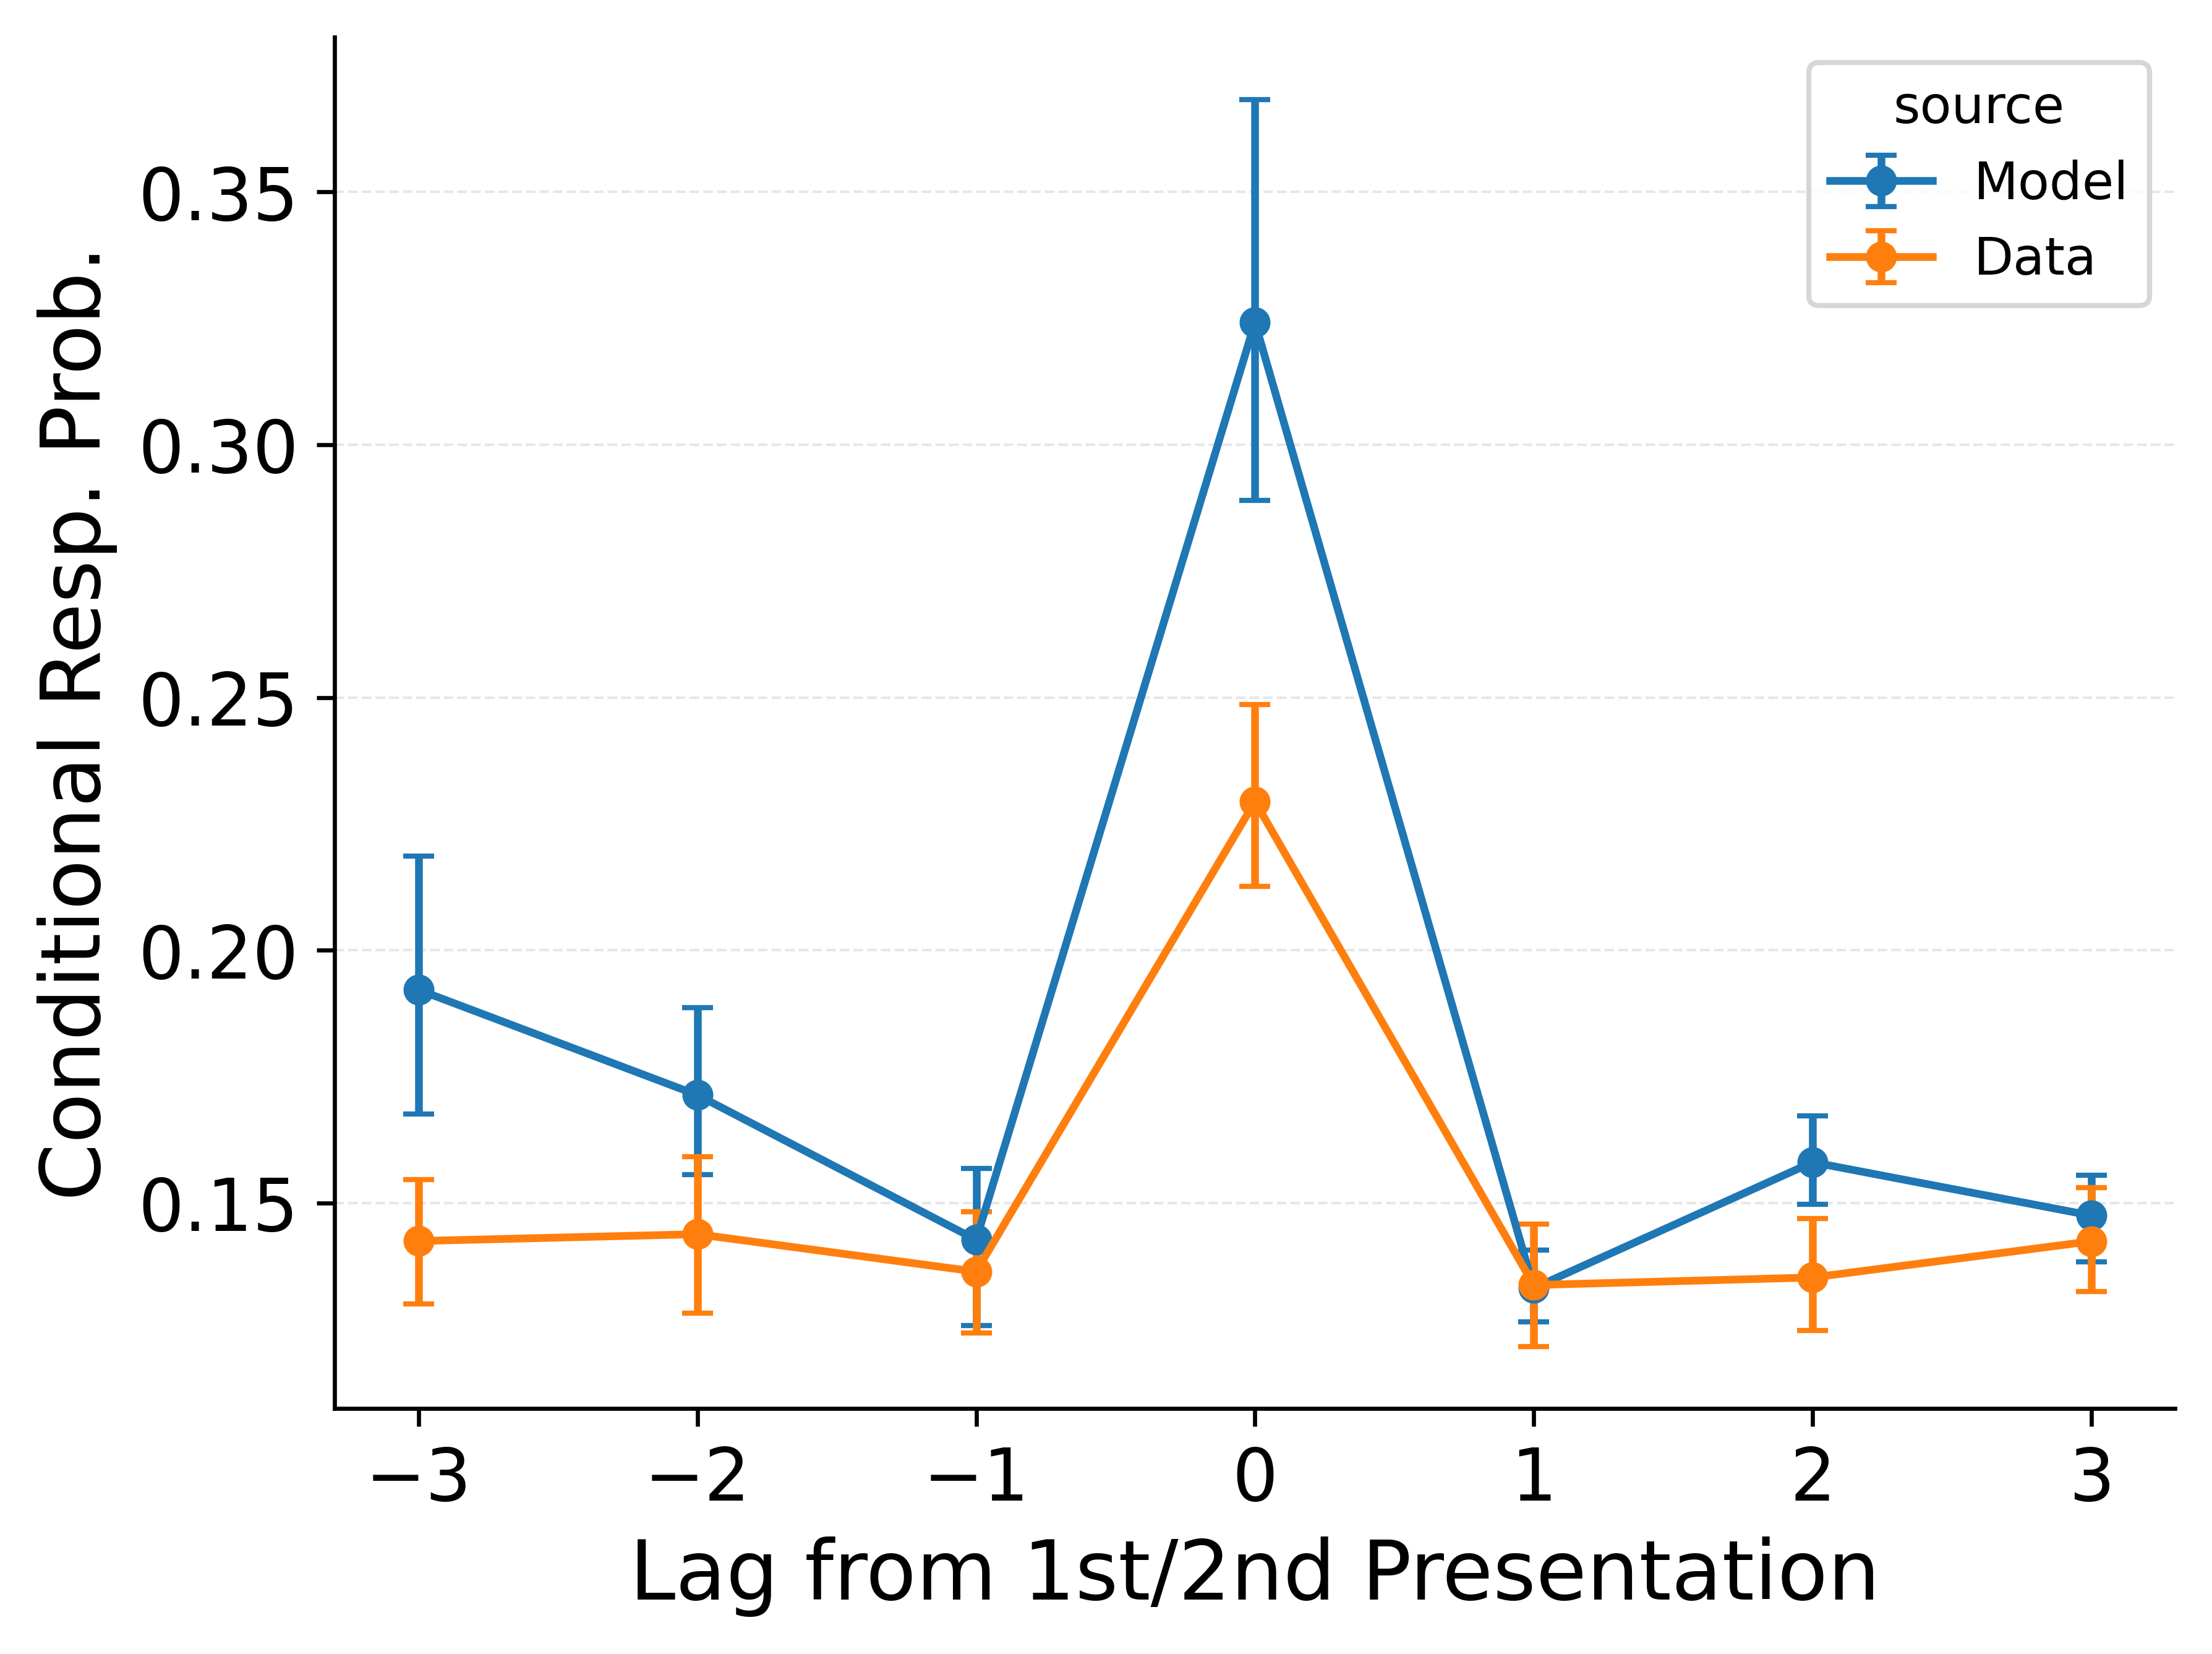 source
Model
Data
Conditional Resp. Prob.
0.35
0.30
0.25
0.20
0.15
−3 −2 −1 0 1 2 3
Lag from 1st/2nd Presentation